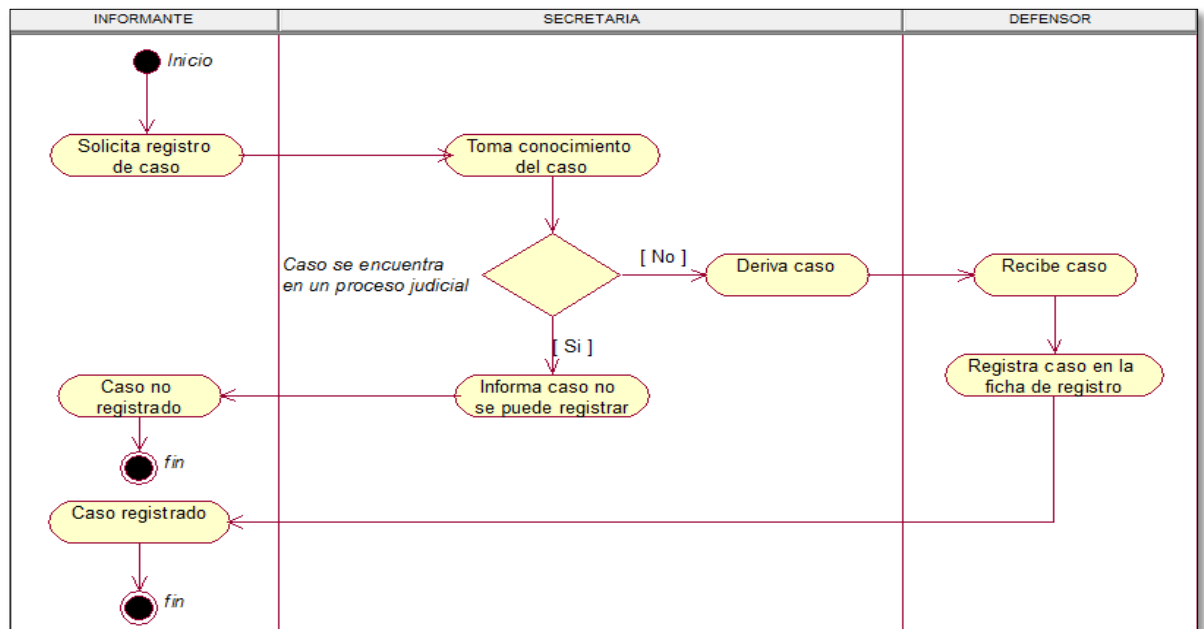 INFORMANTE
SECRETARIA
DEFENSOR
Inicio
Solicita registro
de caso
Toma conocimiento
del caso
Caso se encuentra
en un proceso judicial
[ No ]
Deriva caso
Recibe caso
[ Si ]
Registra caso en la
ficha de registro
Caso no
registrado
Informa caso no
se puede registrar
fin
Caso registrado
fin